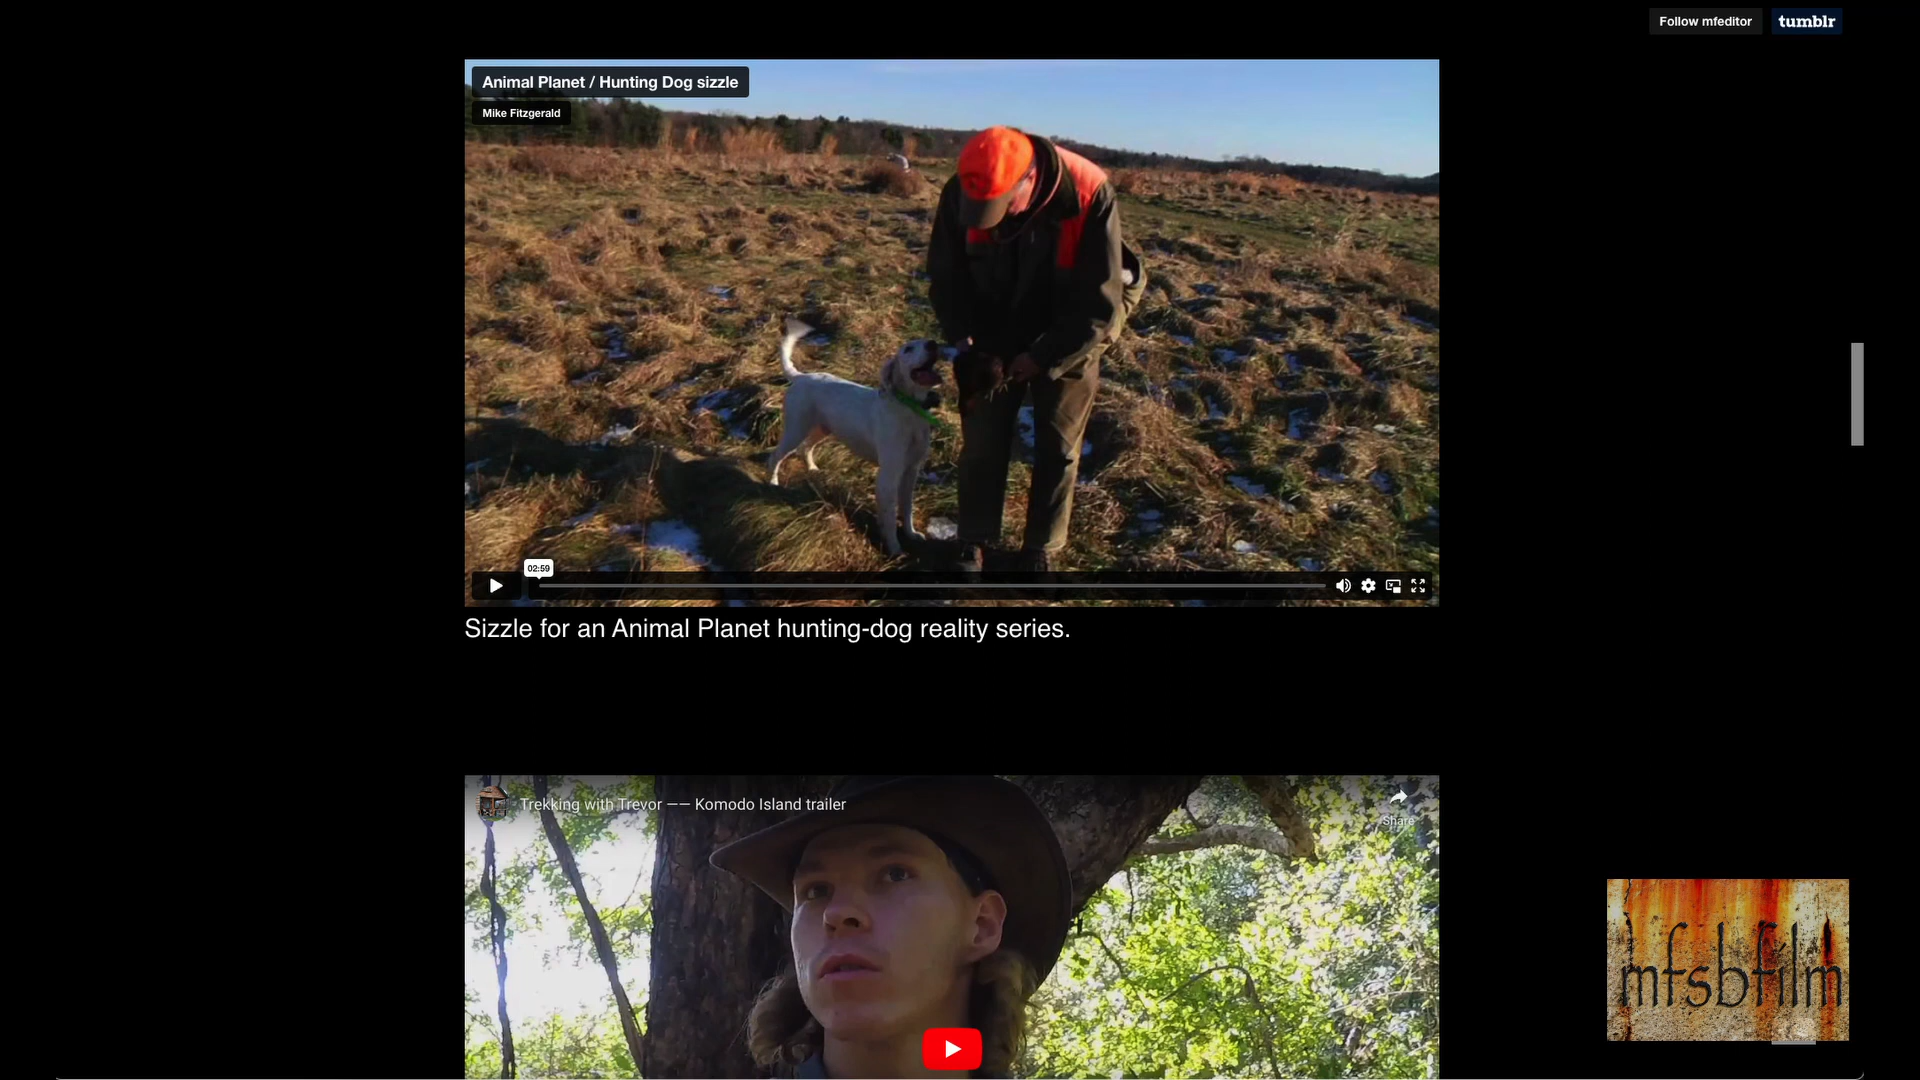 Follow mfeditor
tumblr
Animal Planet / Hunting Dog sizzle
Mike Fitzgerald
02:59
Sizzle for an Animal Planet hunting-dog reality series.
Trekking with Trevor —— Komodo Island trailer
Share
mfsbfilm